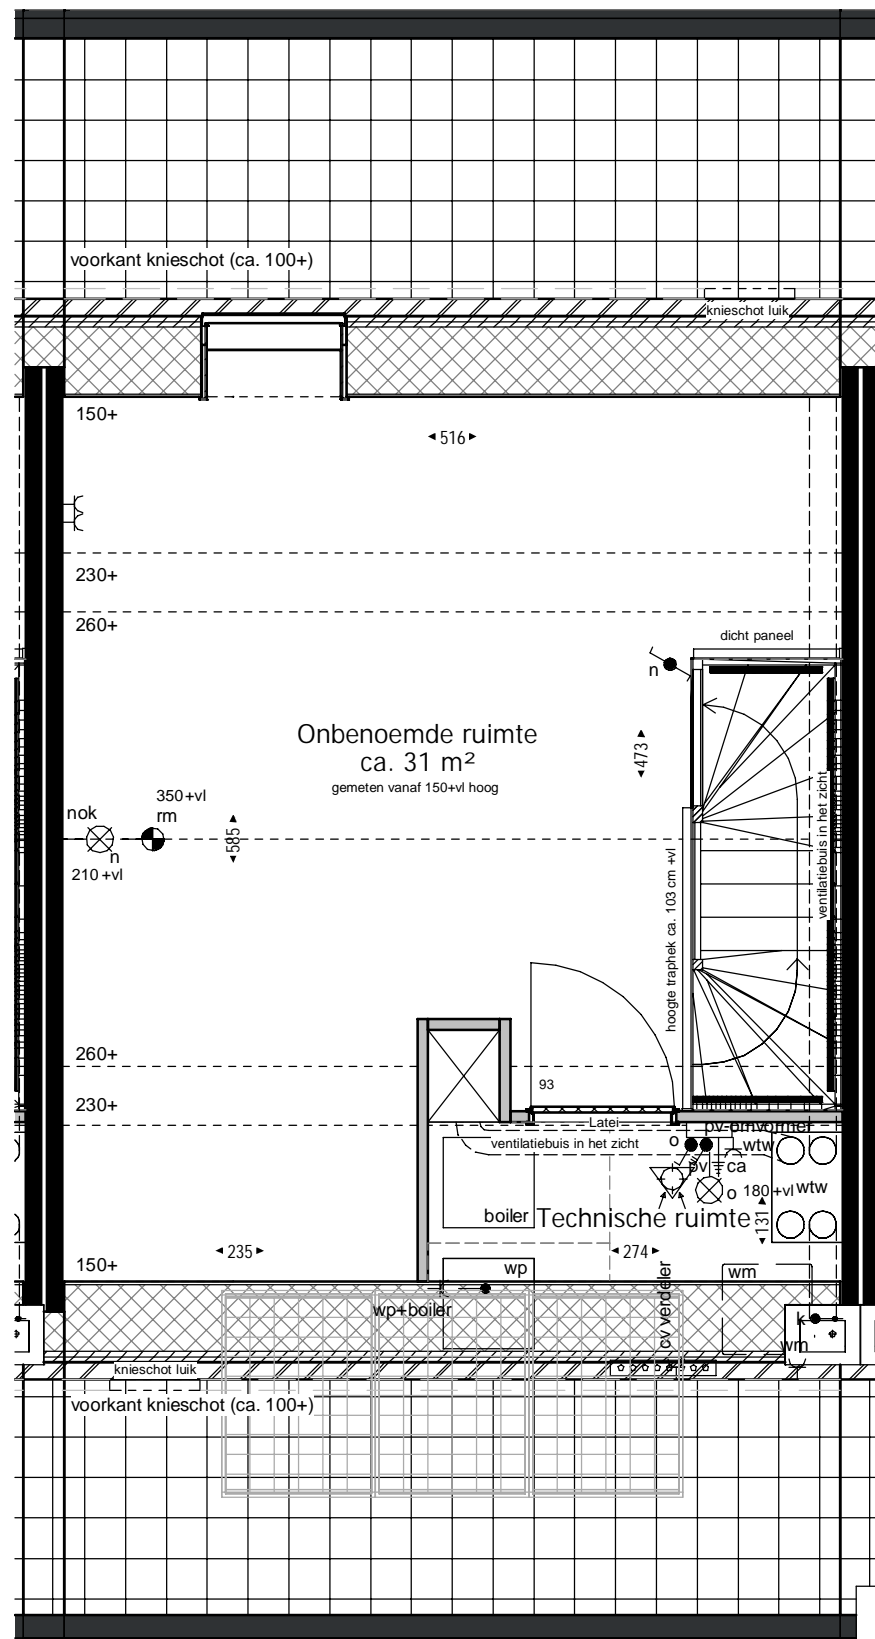 voorkant knieschot (ca. 100+)
knieschot luik
150+
516
230+
260+
dicht paneel
n
Onbenoemde ruimte
ca. 31 m²
gemeten vanaf 150+vl hoog
473
350+vl
rm
nok
n
210+vl
585
ventilatiebuis in het zicht
hoogte traphek ca. 103 cm +vl
260+
93
230+
Latei
pv-omvormer
ventilatiebuis in het zicht
o
wtw
pv
ca
wtw
o
180+vl
boiler
Technische ruimte
131
235
274
150+
wp
wm
wp+boiler
cv verdeler
k
wm
knieschot luik
voorkant knieschot (ca. 100+)